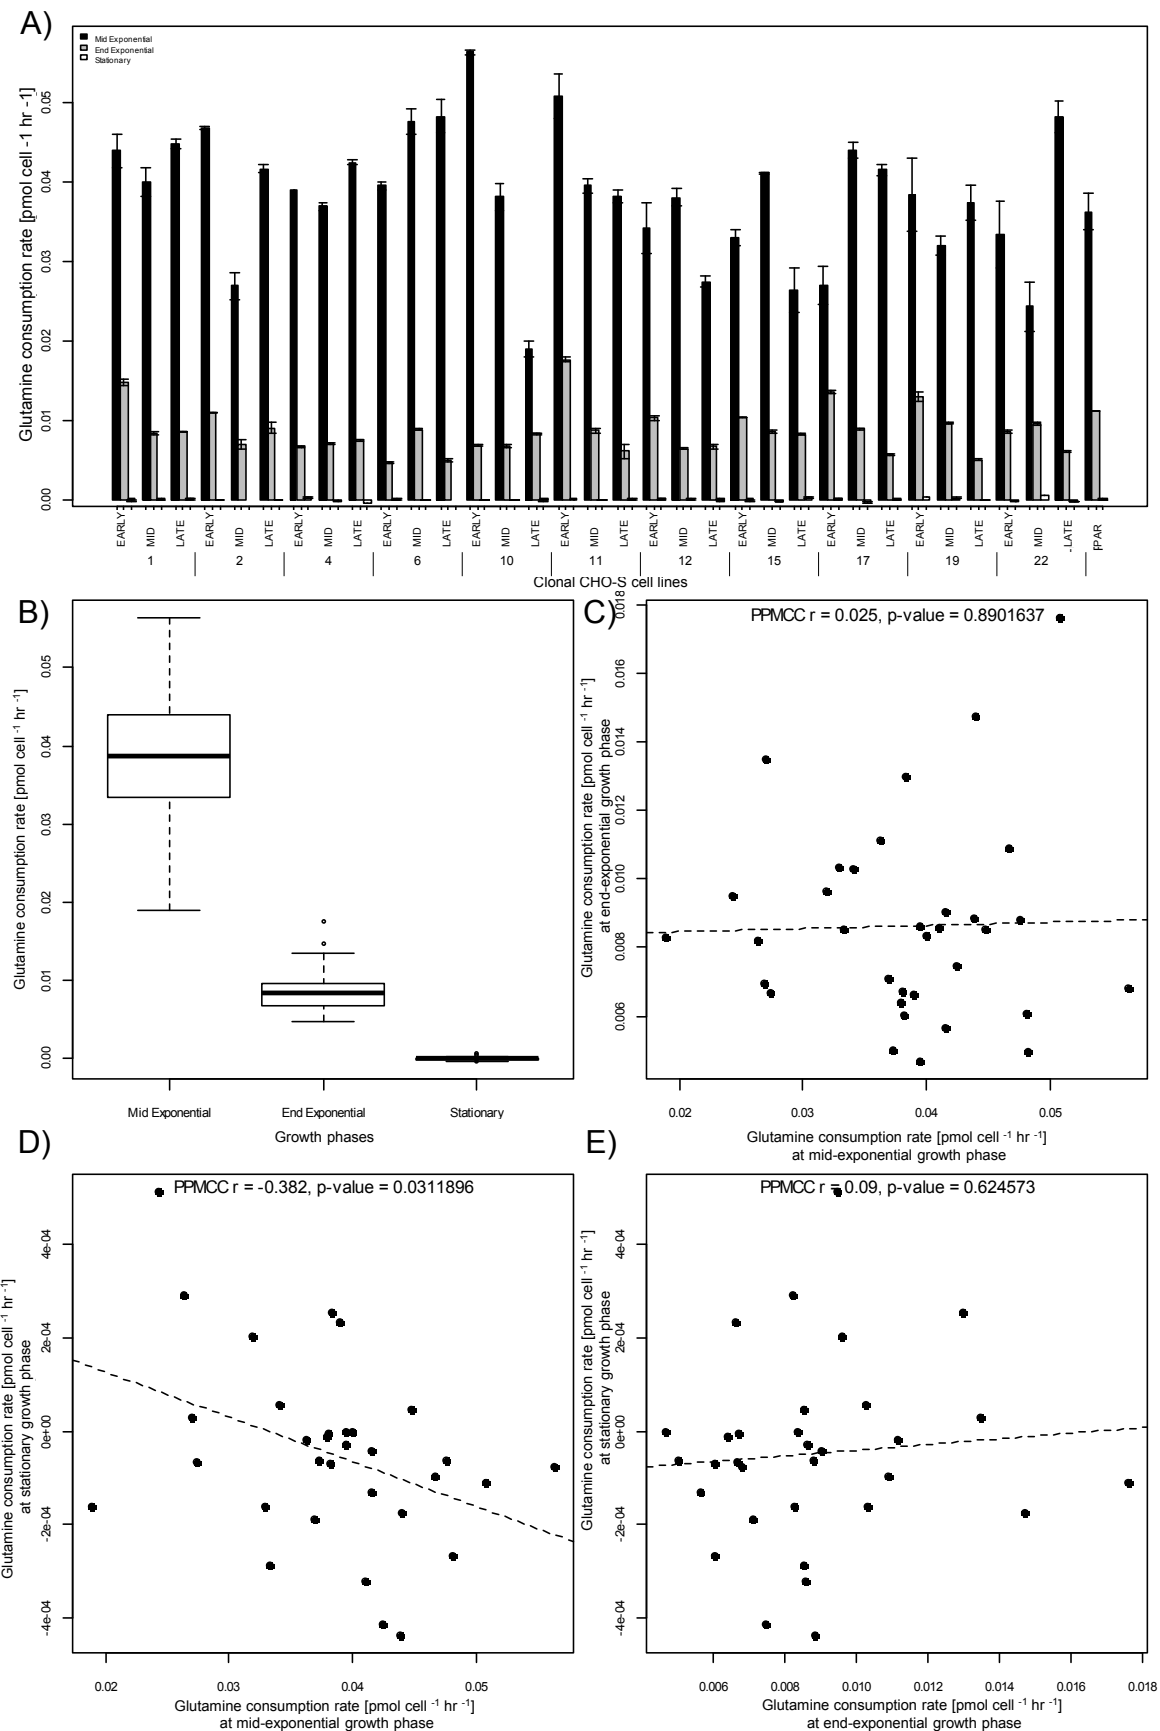 A)
Mid Exponential
End Exponential
Stationary
Glutamine consumption rate [pmol cell -1 hr -1]
0.00 0.01 0.02 0.03 0.04 0.05
EARLY MID LATE EARLY MID LATE EARLY MID LATE EARLY MID LATE EARLY MID LATE EARLY MID LATE EARLY MID LATE EARLY MID LATE EARLY MID LATE EARLY MID LATE EARLY MID LATE PAR
1 2 4 6 10 11 12 15 17 19 22
Clonal CHO-S cell lines
B)
Glutamine consumption rate [pmol cell -1 hr -1]
0.00 0.01 0.02 0.03 0.04 0.05
Mid Exponential End Exponential Stationary
Growth phases
C)
PPMCC r = 0.025, p-value = 0.8901637
Glutamine consumption rate [pmol cell -1 hr -1]
at end-exponential growth phase
0.006 0.008 0.010 0.012 0.014 0.016 0.018
0.02 0.03 0.04 0.05
Glutamine consumption rate [pmol cell -1 hr -1]
at mid-exponential growth phase
D)
PPMCC r = -0.382, p-value = 0.0311896
Glutamine consumption rate [pmol cell -1 hr -1]
at stationary growth phase
-4e-04 -2e-04 0e+00 2e-04 4e-04
0.02 0.03 0.04 0.05
Glutamine consumption rate [pmol cell -1 hr -1]
at mid-exponential growth phase
E)
PPMCC r = 0.09, p-value = 0.624573
Glutamine consumption rate [pmol cell -1 hr -1]
at stationary growth phase
-4e-04 -2e-04 0e+00 2e-04 4e-04
0.006 0.008 0.010 0.012 0.014 0.016 0.018
Glutamine consumption rate [pmol cell -1 hr -1]
at end-exponential growth phase